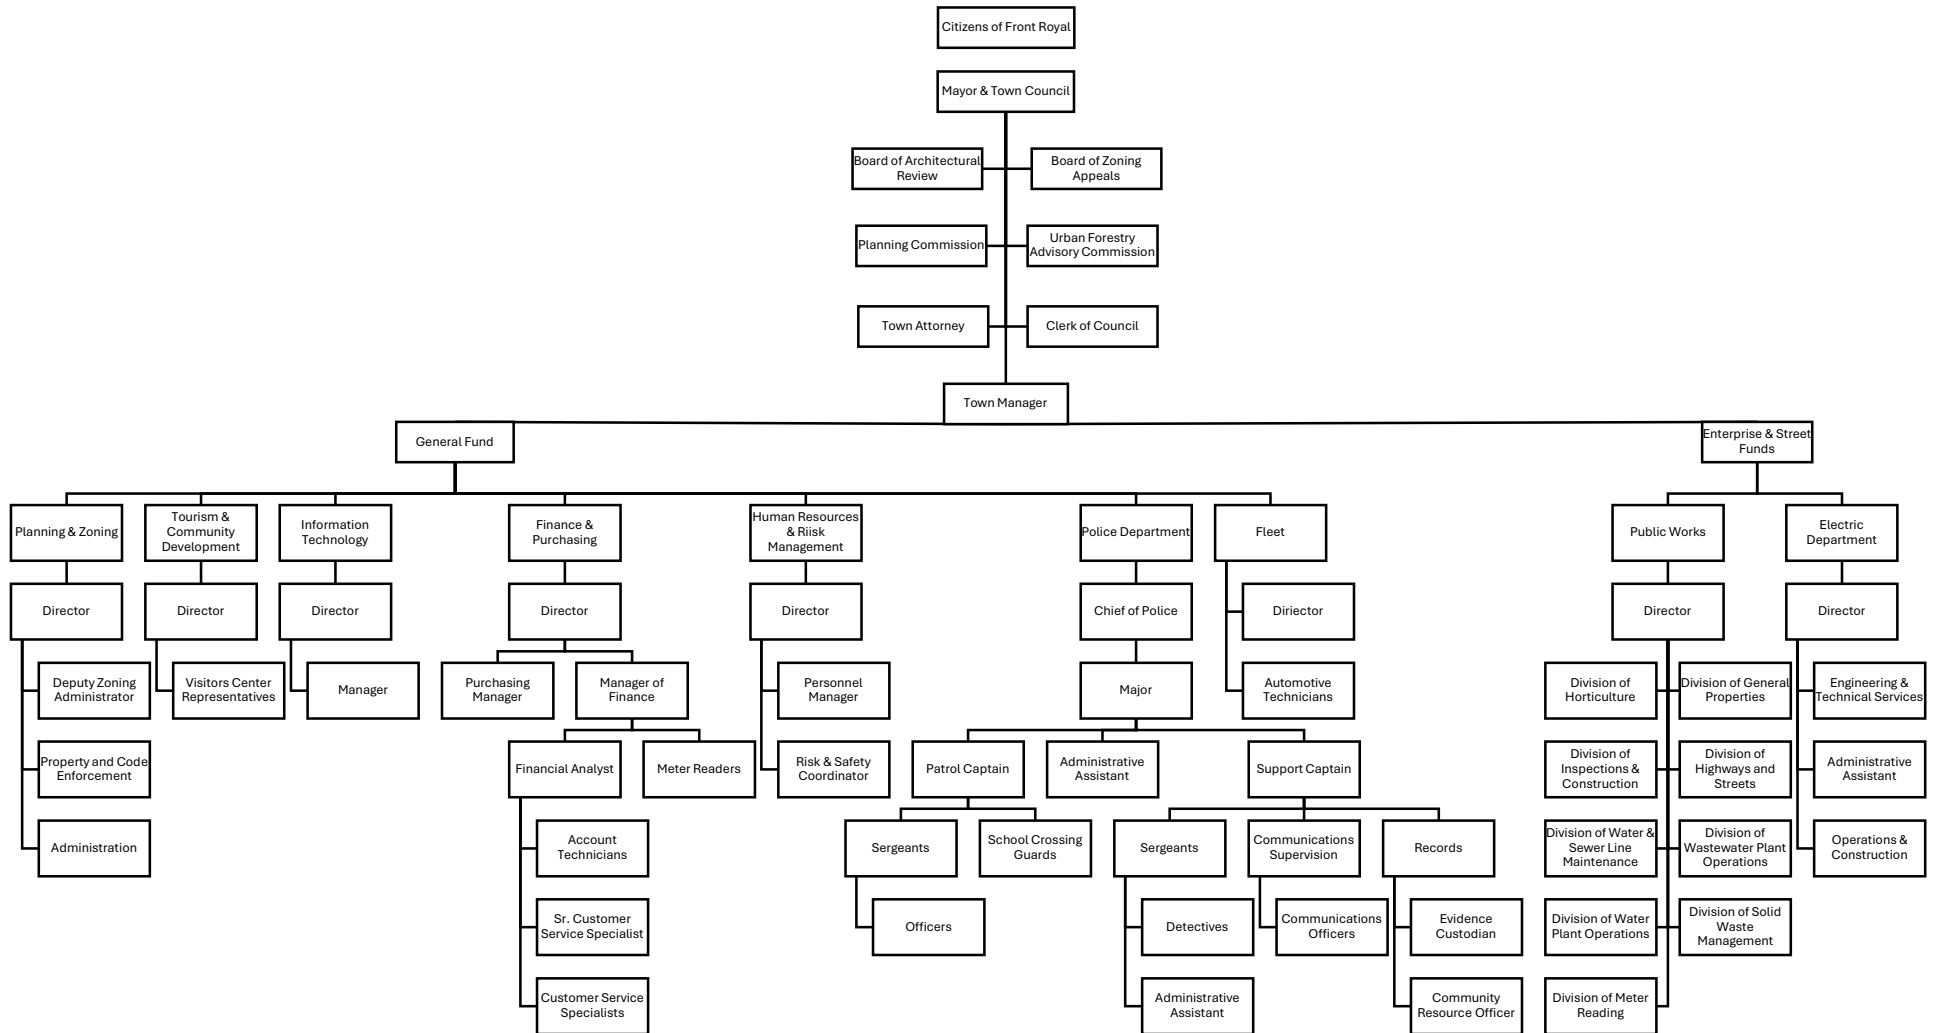 Citizens of Front Royal
Mayor & Town Council
Board of Architectural
Review
Board of Zoning
Appeals
Planning Commission
Urban Forestry
Advisory Commission
Town Attorney
Clerk of Council
Town Manager
General Fund
Enterprise & Street
Funds
Planning & Zoning
Tourism &
Community
Development
Information
Technology
Finance &
Purchasing
Human Resources
& Riisk
Management
Police Department
Fleet
Public Works
Electric
Department
Director
Director
Director
Director
Director
Chief of Police
Diriector
Director
Director
Deputy Zoning
Administrator
Visitors Center
Representatives
Manager
Purchasing
Manager
Manager of
Finance
Personnel
Manager
Major
Automotive
Technicians
Division of
Horticulture
Division of General
Properties
Engineering &
Technical Services
Property and Code
Enforcement
Financial Analyst
Meter Readers
Risk & Safety
Coordinator
Patrol Captain
Administrative
Assistant
Support Captain
Division of
Inspections &
Construction
Division of
Highways and
Streets
Administrative
Assistant
Administration
Account
Technicians
Sergeants
School Crossing
Guards
Sergeants
Communications
Supervision
Records
Division of Water &
Sewer Line
Maintenance
Division of
Wastewater Plant
Operations
Operations &
Construction
Sr. Customer
Service Specialist
Officers
Detectives
Communications
Officers
Evidence
Custodian
Division of Water
Plant Operations
Division of Solid
Waste
Management
Customer Service
Specialists
Administrative
Assistant
Community
Resource Officer
Division of Meter
Reading